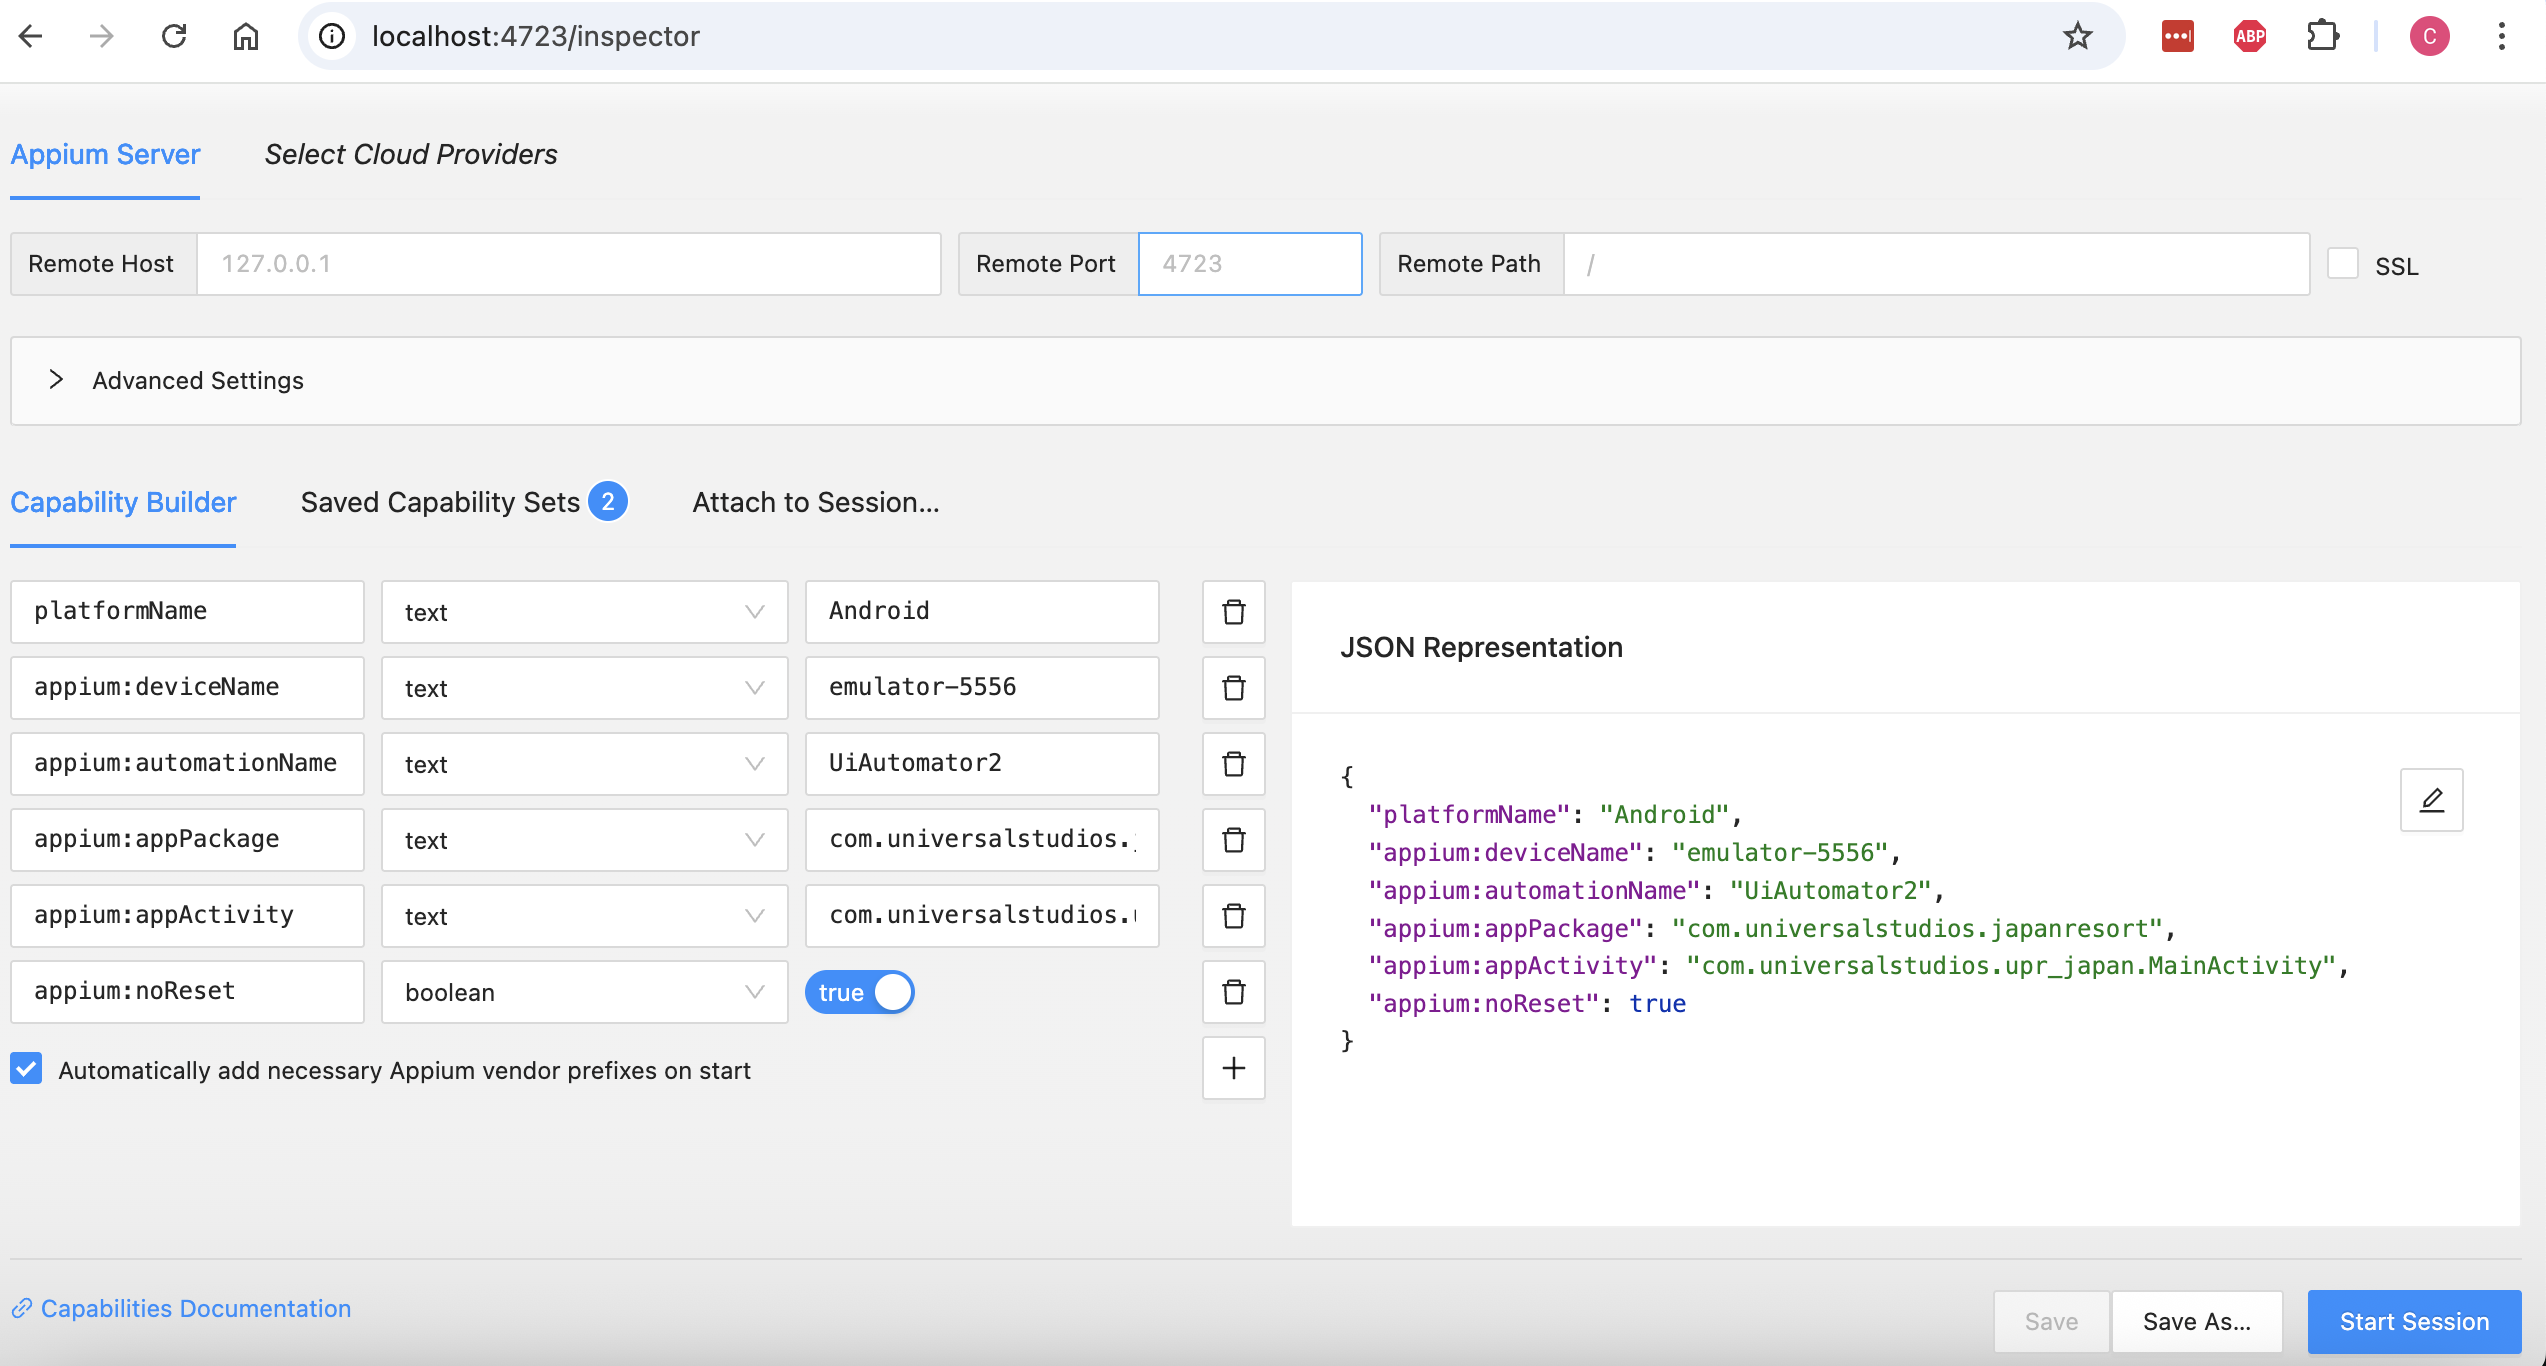 localhost:4723/inspector
ABP
C
Appium Server
Select Cloud Providers
Remote Host 127.0.0.1 Remote Port 4723 Remote Path / SSL
Advanced Settings
Capability Builder Saved Capability Sets 2 Attach to Session...
platformName text Android
appium:deviceName text emulator-5556
appium:automationName text UiAutomator2
appium:appPackage text com.universalstudios.
appium:appActivity text com.universalstudios.
appium:noReset boolean true
Automatically add necessary Appium vendor prefixes on start
JSON Representation
{
"platformName": "Android",
"appium:deviceName": "emulator-5556",
"appium:automationName": "UiAutomator2",
"appium:appPackage": "com.universalstudios.japanresort",
"appium:appActivity": "com.universalstudios.upr_japan.MainActivity",
"appium:noReset": true
}
Capabilities Documentation
Save Save As... Start Session